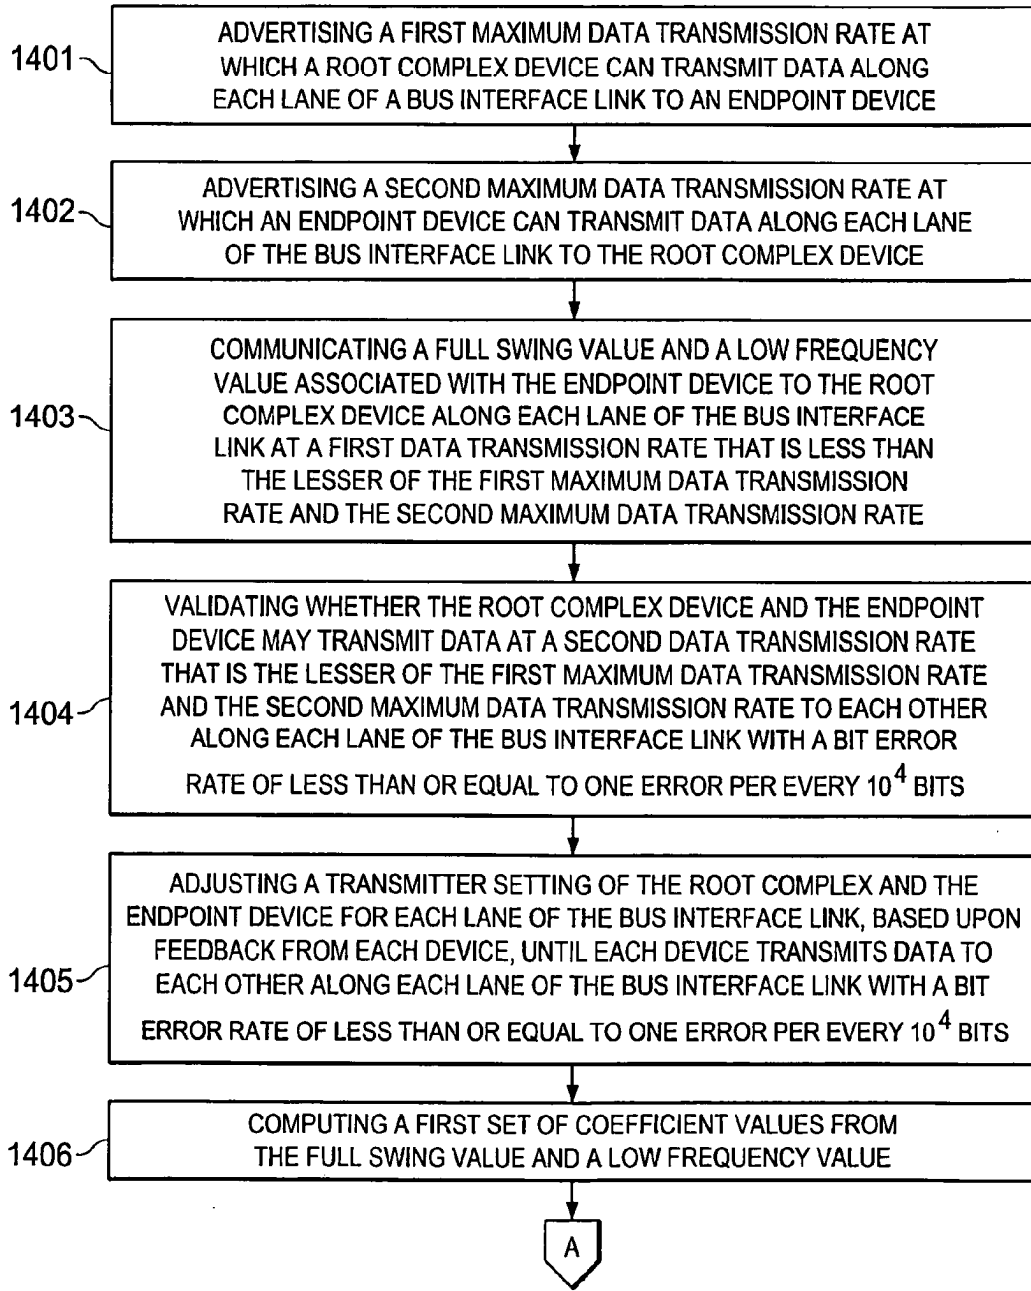 1401
ADVERTISING A FIRST MAXIMUM DATA TRANSMISSION RATE AT
WHICH A ROOT COMPLEX DEVICE CAN TRANSMIT DATA ALONG
EACH LANE OF A BUS INTERFACE LINK TO AN ENDPOINT DEVICE
1402
ADVERTISING A SECOND MAXIMUM DATA TRANSMISSION RATE AT
WHICH AN ENDPOINT DEVICE CAN TRANSMIT DATA ALONG EACH LANE
OF THE BUS INTERFACE LINK TO THE ROOT COMPLEX DEVICE
1403
COMMUNICATING A FULL SWING VALUE AND A LOW FREQUENCY
VALUE ASSOCIATED WITH THE ENDPOINT DEVICE TO THE ROOT
COMPLEX DEVICE ALONG EACH LANE OF THE BUS INTERFACE
LINK AT A FIRST DATA TRANSMISSION RATE THAT IS LESS THAN
THE LESSER OF THE FIRST MAXIMUM DATA TRANSMISSION
RATE AND THE SECOND MAXIMUM DATA TRANSMISSION RATE
1404
VALIDATING WHETHER THE ROOT COMPLEX DEVICE AND THE ENDPOINT
DEVICE MAY TRANSMIT DATA AT A SECOND DATA TRANSMISSION RATE
THAT IS THE LESSER OF THE FIRST MAXIMUM DATA TRANSMISSION RATE
AND THE SECOND MAXIMUM DATA TRANSMISSION RATE TO EACH OTHER
ALONG EACH LANE OF THE BUS INTERFACE LINK WITH A BIT ERROR
RATE OF LESS THAN OR EQUAL TO ONE ERROR PER EVERY 10⁴ BITS
1405
ADJUSTING A TRANSMITTER SETTING OF THE ROOT COMPLEX AND THE
ENDPOINT DEVICE FOR EACH LANE OF THE BUS INTERFACE LINK, BASED UPON
FEEDBACK FROM EACH DEVICE, UNTIL EACH DEVICE TRANSMITS DATA TO
EACH OTHER ALONG EACH LANE OF THE BUS INTERFACE LINK WITH A BIT
ERROR RATE OF LESS THAN OR EQUAL TO ONE ERROR PER EVERY 10⁴ BITS
1406
COMPUTING A FIRST SET OF COEFFICIENT VALUES FROM
THE FULL SWING VALUE AND A LOW FREQUENCY VALUE
A